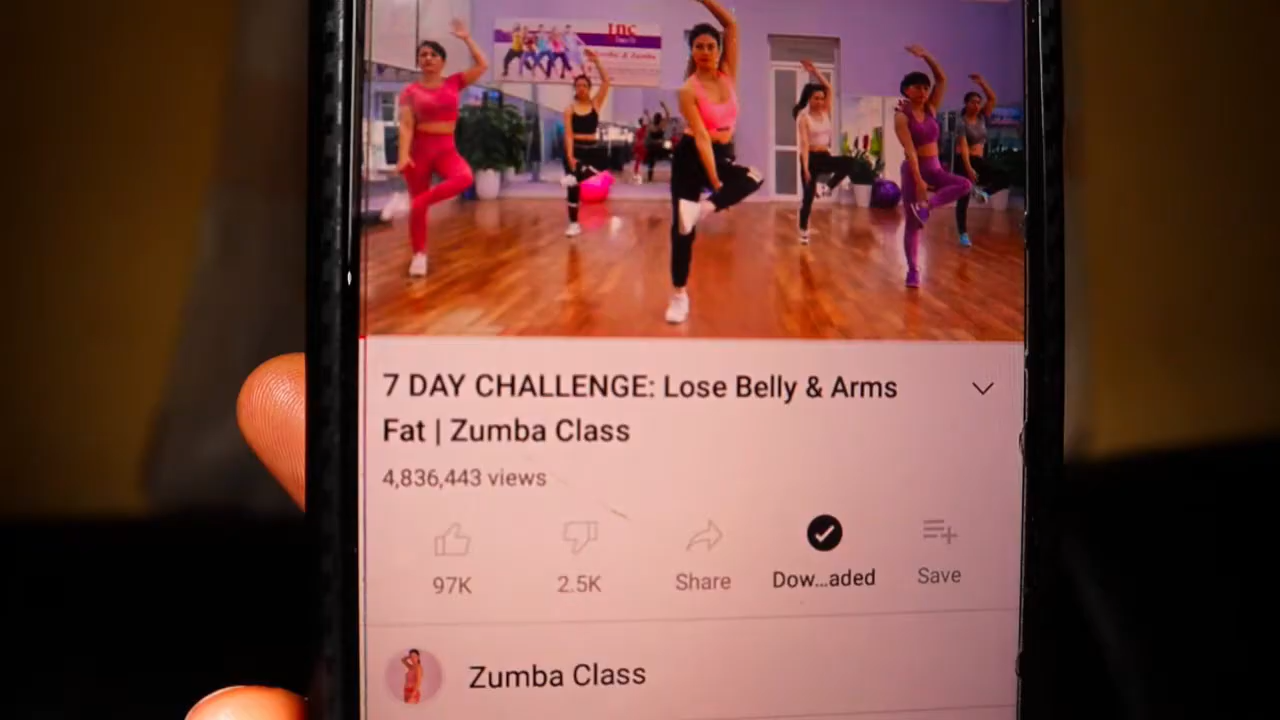 7 DAY CHALLENGE: Lose Belly & Arms
Fat | Zumba Class
4,836,443 views
97K
2.5K
Share
Dow...aded
Save
Zumba Class